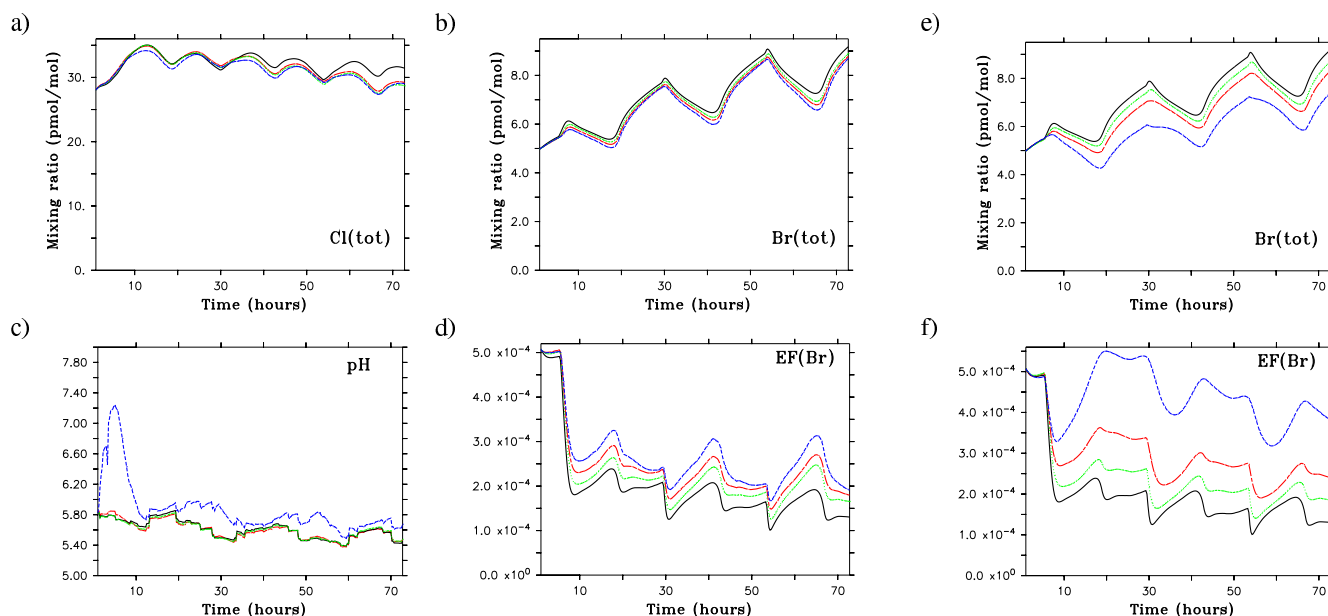 a)
Mixing ratio (pmol/mol)
30.
20.
10.
0.
Cl(tot)
10 30 50 70
Time (hours)
b)
Mixing ratio (pmol/mol)
8.0
6.0
4.0
2.0
0.0
Br(tot)
10 30 50 70
Time (hours)
e)
Mixing ratio (pmol/mol)
8.0
6.0
4.0
2.0
0.0
Br(tot)
10 30 50 70
Time (hours)
c)
pH
7.80
7.40
7.00
6.60
6.20
5.80
5.40
5.00
10 30 50 70
Time (hours)
d)
EF(Br)
5.0 x10⁻⁴
4.0 x10⁻⁴
3.0 x10⁻⁴
2.0 x10⁻⁴
1.0 x10⁻⁴
0.0 x10⁰
10 30 50 70
Time (hours)
f)
EF(Br)
5.0 x10⁻⁴
4.0 x10⁻⁴
3.0 x10⁻⁴
2.0 x10⁻⁴
1.0 x10⁻⁴
0.0 x10⁰
10 30 50 70
Time (hours)